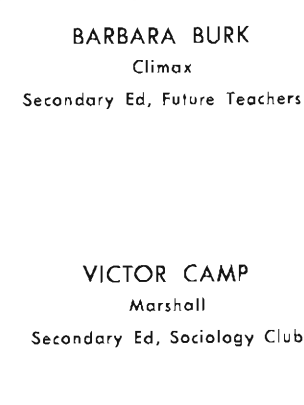 BARBARA BURK
Climax
Secondary Ed, Future Teachers
VICTOR CAMP
Marshall
Secondary Ed, Sociology Club